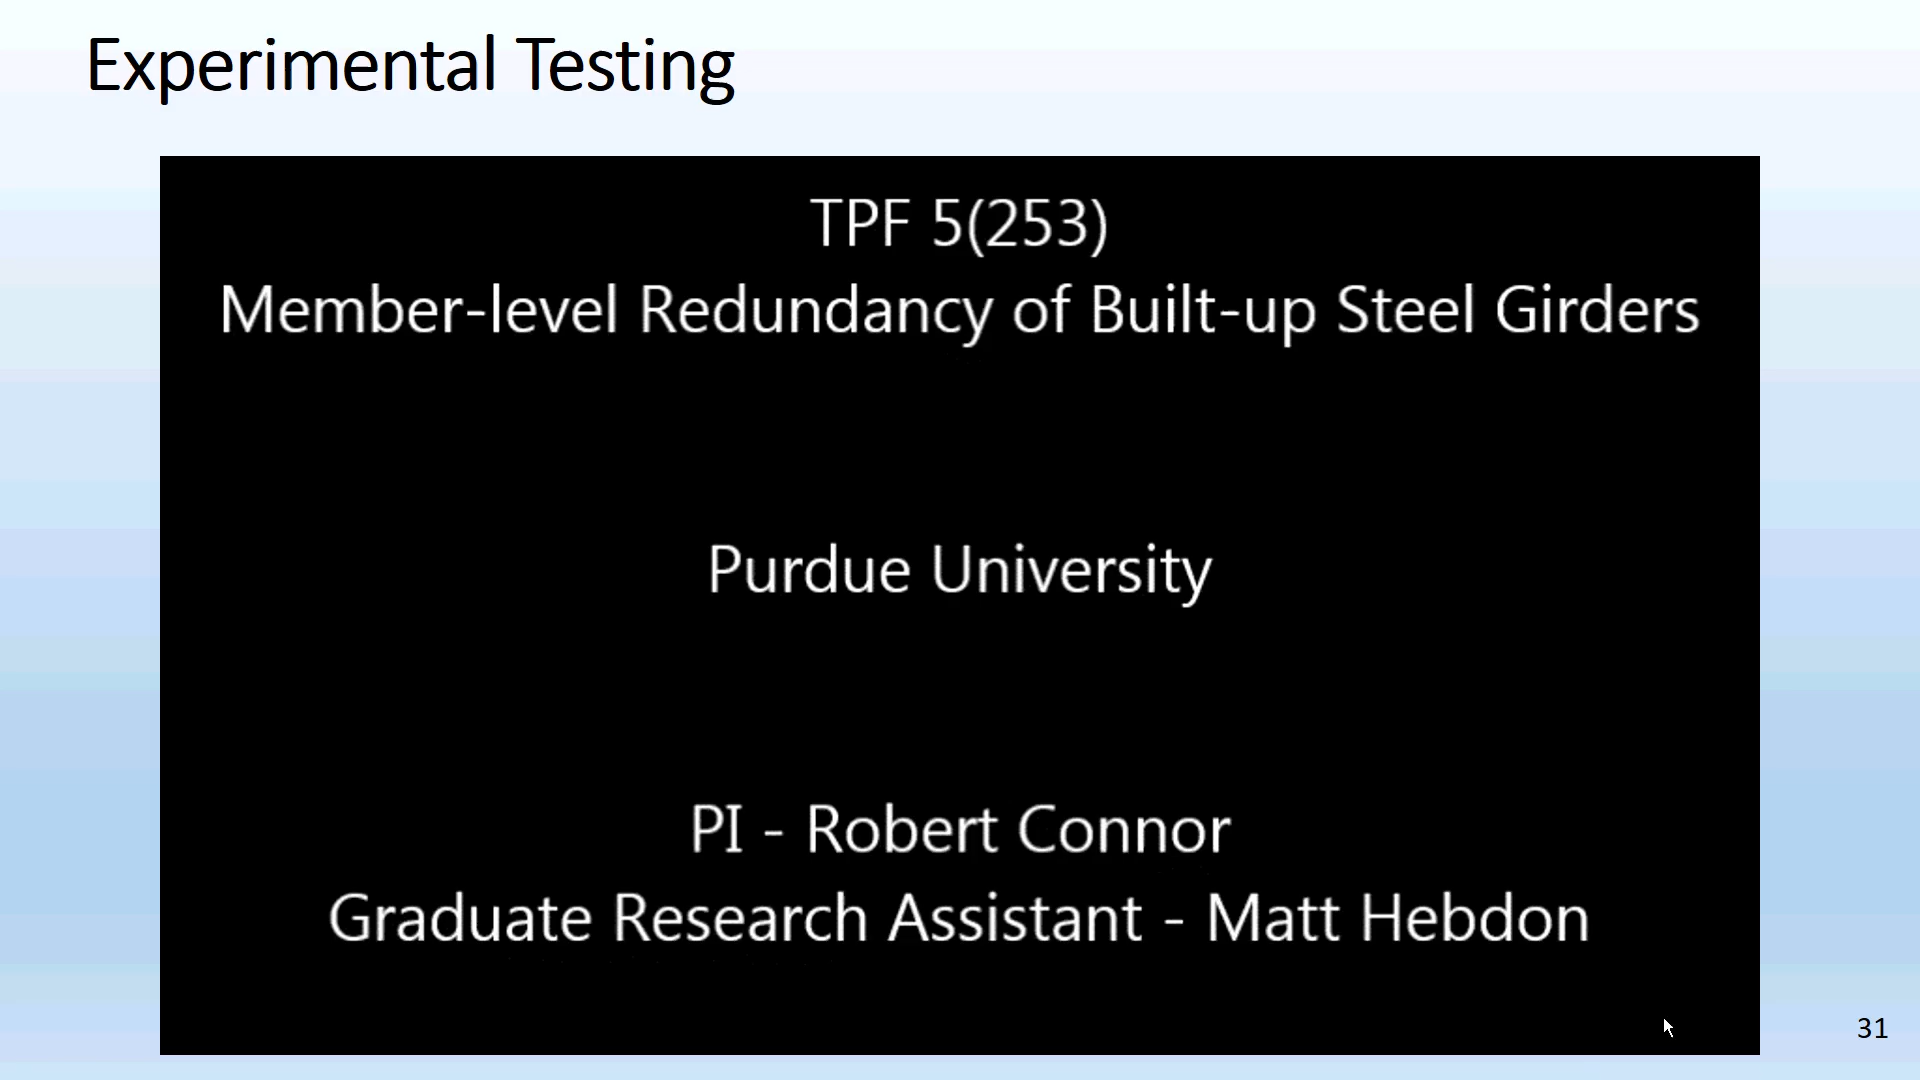 Experimental Testing
TPF 5(253)
Member-level Redundancy of Built-up Steel Girders
Purdue University
PI - Robert Connor
Graduate Research Assistant - Matt Hebdon
31